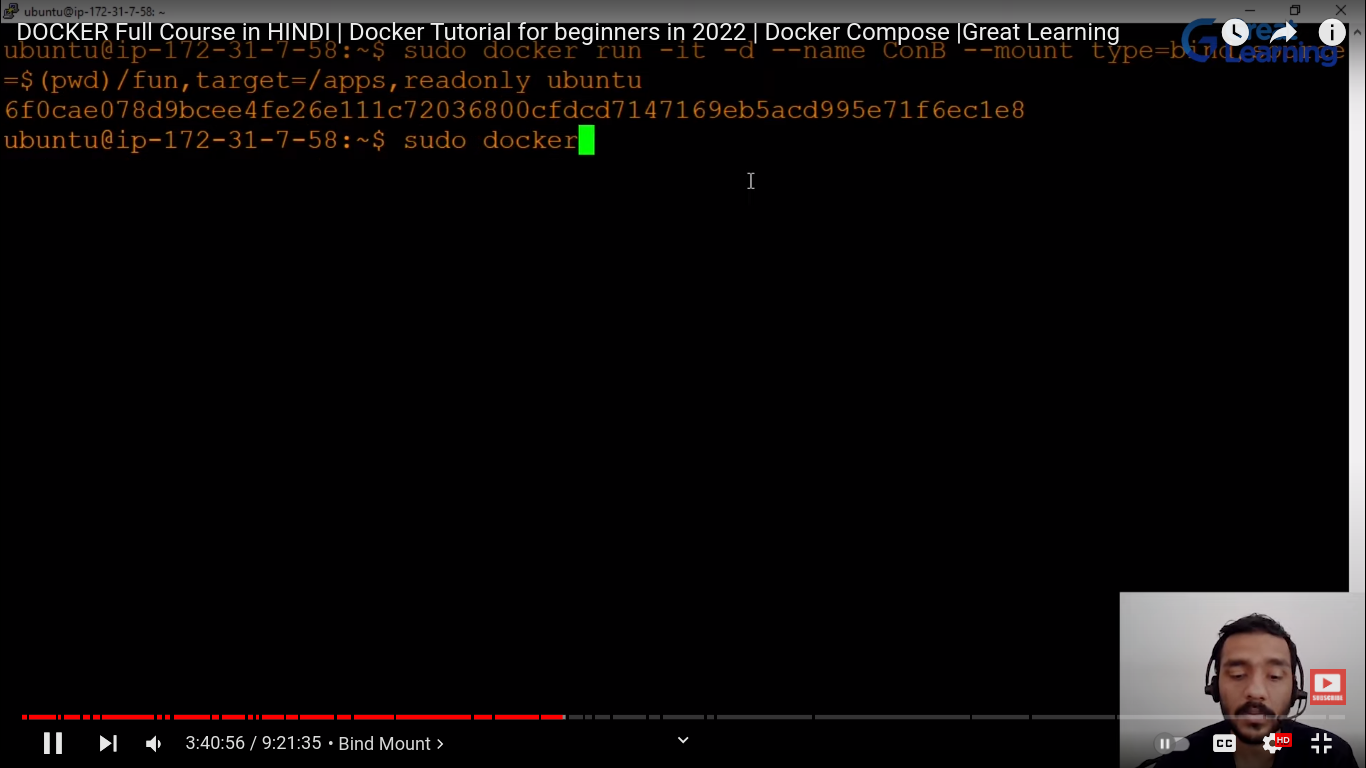 ubuntu@ip-172-31-7-58: ~
DOCKER Full Course in HINDI | Docker Tutorial for beginners in 2022 | Docker Compose |Great Learning
Great
Learning
ubuntu@ip-172-31-7-58:~$ sudo docker run -it -d --name ConB --mount type=bind
=$(pwd)/fun,target=/apps,readonly ubuntu
6f0cae078d9bcee4fe26e111c72036800cfdcd7147169eb5acd995e71f6ec1e8
ubuntu@ip-172-31-7-58:~$ sudo docker
SUBSCRIBE
3:40:56 / 9:21:35 • Bind Mount >
CC
HD